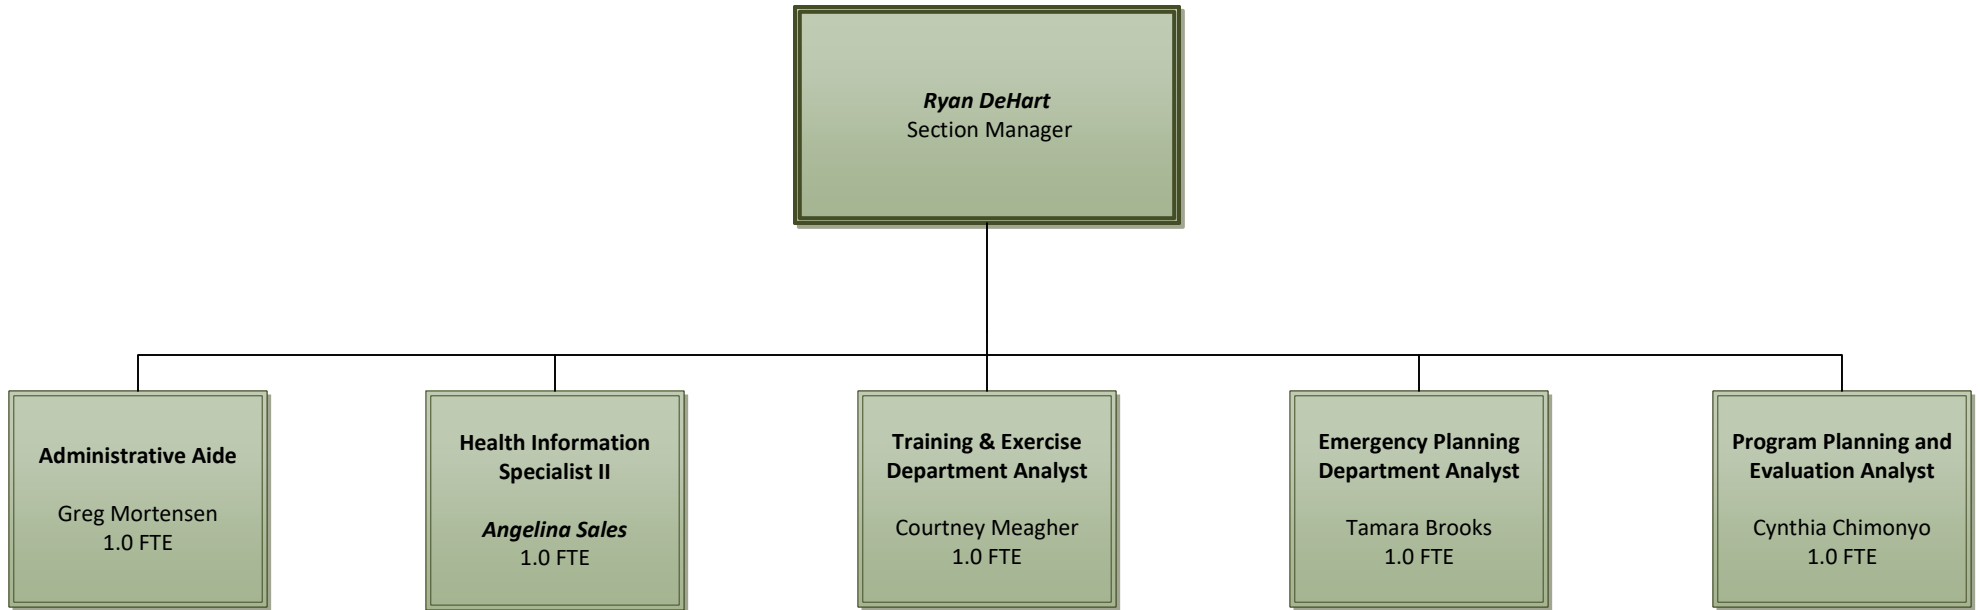 Ryan DeHart
Section Manager
Administrative Aide
Greg Mortensen
1.0 FTE
Health Information
Specialist II
Angelina Sales
1.0 FTE
Training & Exercise
Department Analyst
Courtney Meagher
1.0 FTE
Emergency Planning
Department Analyst
Tamara Brooks
1.0 FTE
Program Planning and
Evaluation Analyst
Cynthia Chimonyo
1.0 FTE